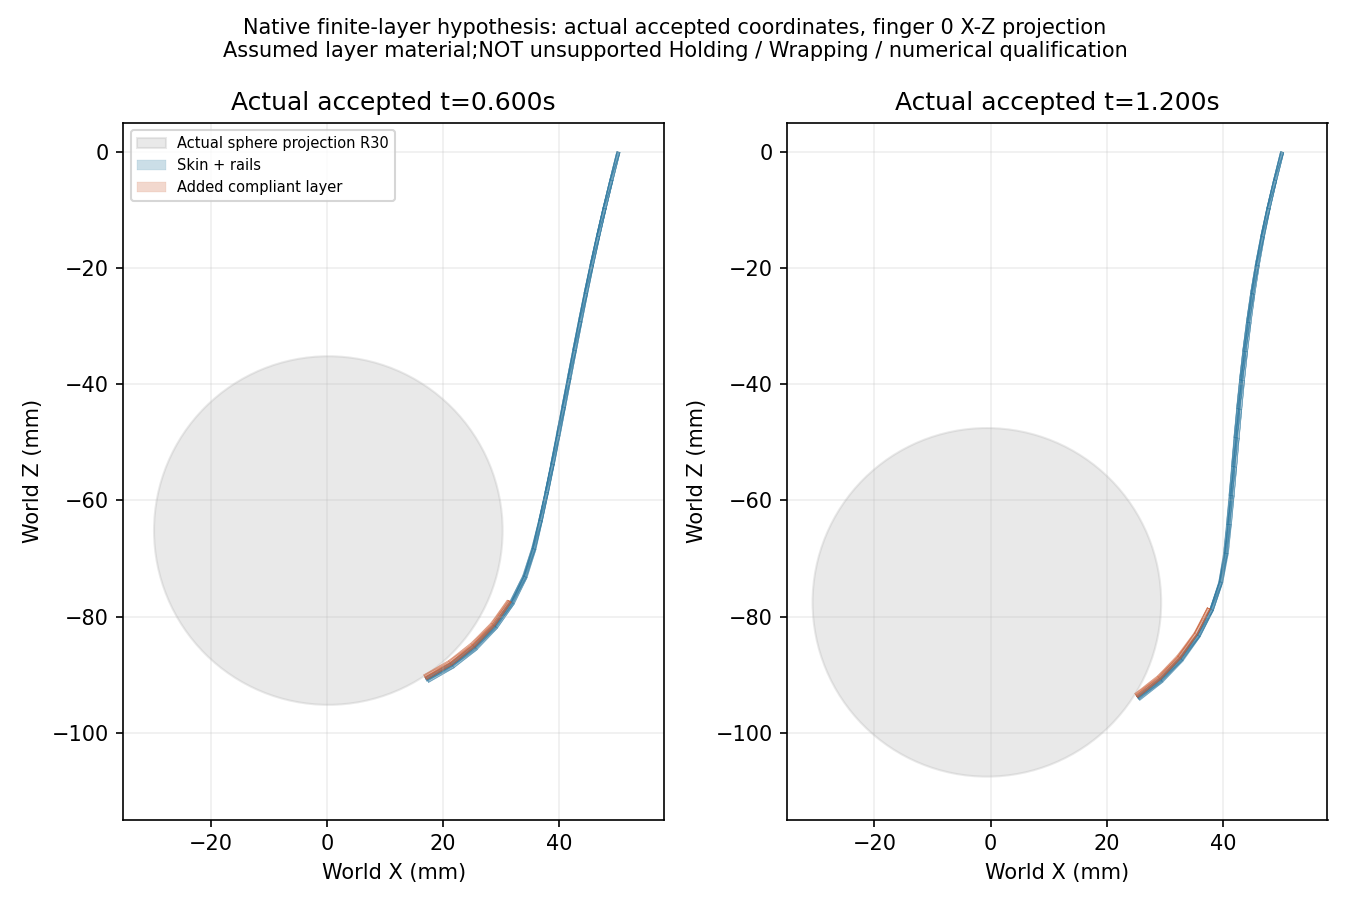 Native finite-layer hypothesis: actual accepted coordinates, finger 0 X-Z projection
Assumed layer material;NOT unsupported Holding / Wrapping / numerical qualification
Actual accepted t=0.600s
Actual sphere projection R30
Skin + rails
Added compliant layer
0
−20
−40
−60
−80
−100
World Z (mm)
−20
0
20
40
World X (mm)
Actual accepted t=1.200s
0
−20
−40
−60
−80
−100
World Z (mm)
−20
0
20
40
World X (mm)